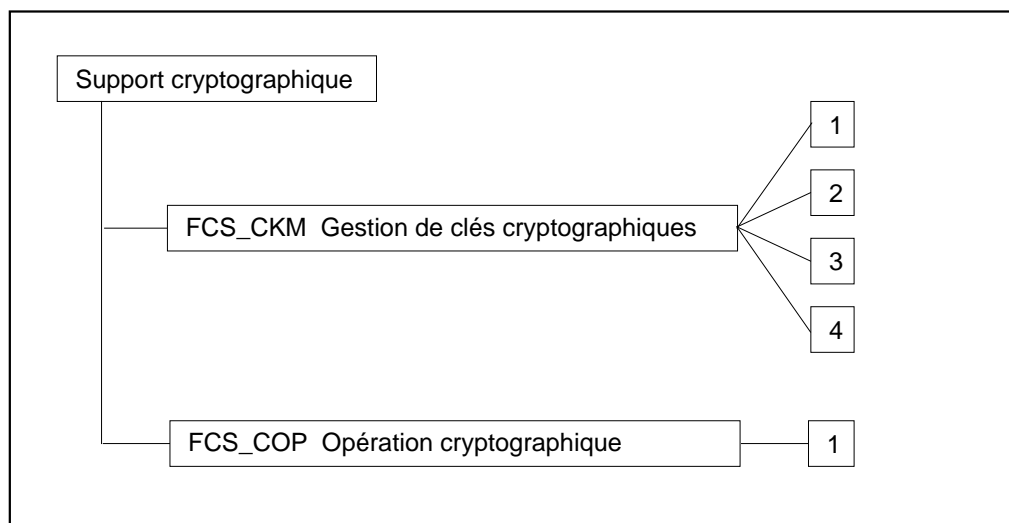 Support cryptographique
1
2
FCS_CKM Gestion de clés cryptographiques
3
4
FCS_COP Opération cryptographique
1